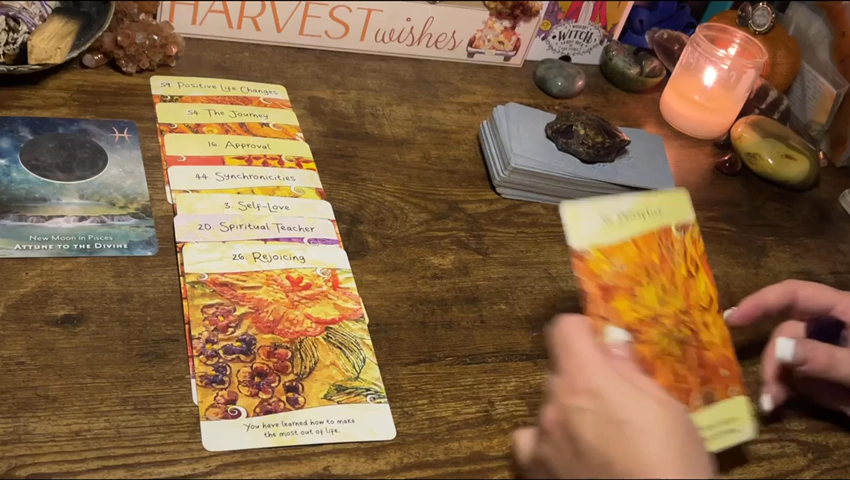 HARVEST wishes
WITCH
59. Positive Life Changes
54. The Journey
16. Approval
44. Synchronicities
3. Self-Love
20. Spiritual Teacher
26. Rejoicing
You have learned how to make
the most out of life.
New Moon in Pisces
ATTUNE TO THE DIVINE